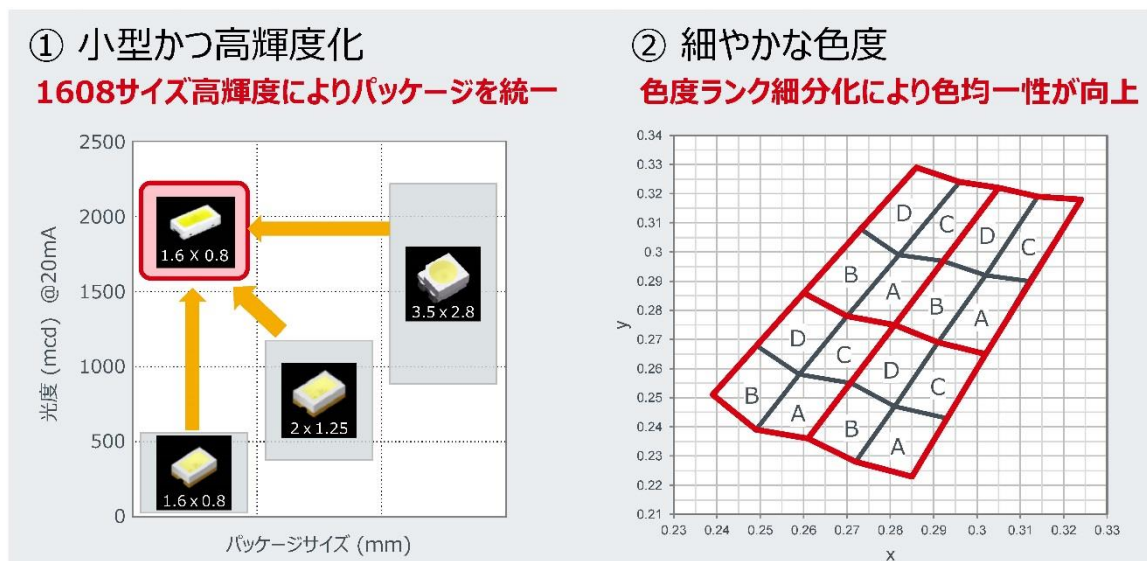 ① 小型かつ高輝度化
1608サイズ高輝度によりパッケージを統一
光度 (mcd) @20mA
2500
2000
1500
1000
500
0
1.6 X 0.8
3.5 x 2.8
2 x 1.25
1.6 x 0.8
パッケージサイズ (mm)
② 細やかな色度
色度ランク細分化により色均一性が向上
y
0.34
0.33
0.32
0.31
0.3
0.29
0.28
0.27
0.26
0.25
0.24
0.23
0.22
0.21
D
C
D
C
B
A
B
A
D
C
D
C
B
A
B
A
0.23
0.24
0.25
0.26
0.27
0.28
0.29
0.3
0.31
0.32
0.33
x